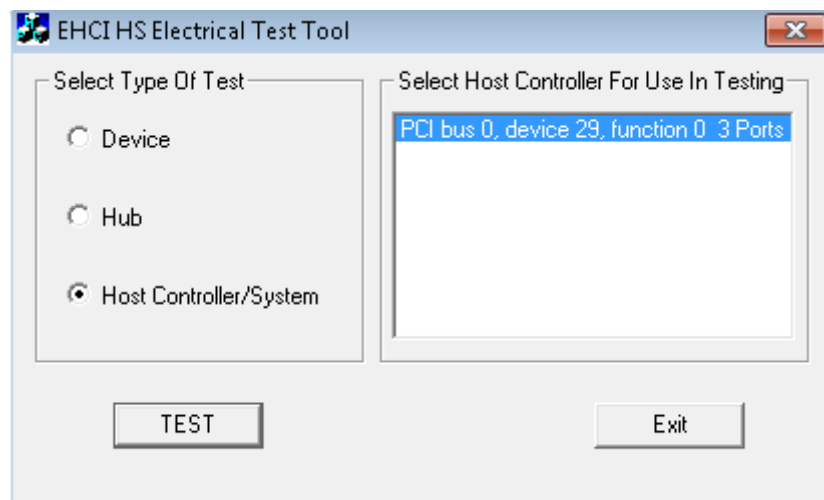 EHCI HS Electrical Test Tool
Select Type Of Test
Device
Hub
Host Controller/System
Select Host Controller For Use In Testing
PCI bus 0, device 29, function 0  3 Ports
TEST
Exit